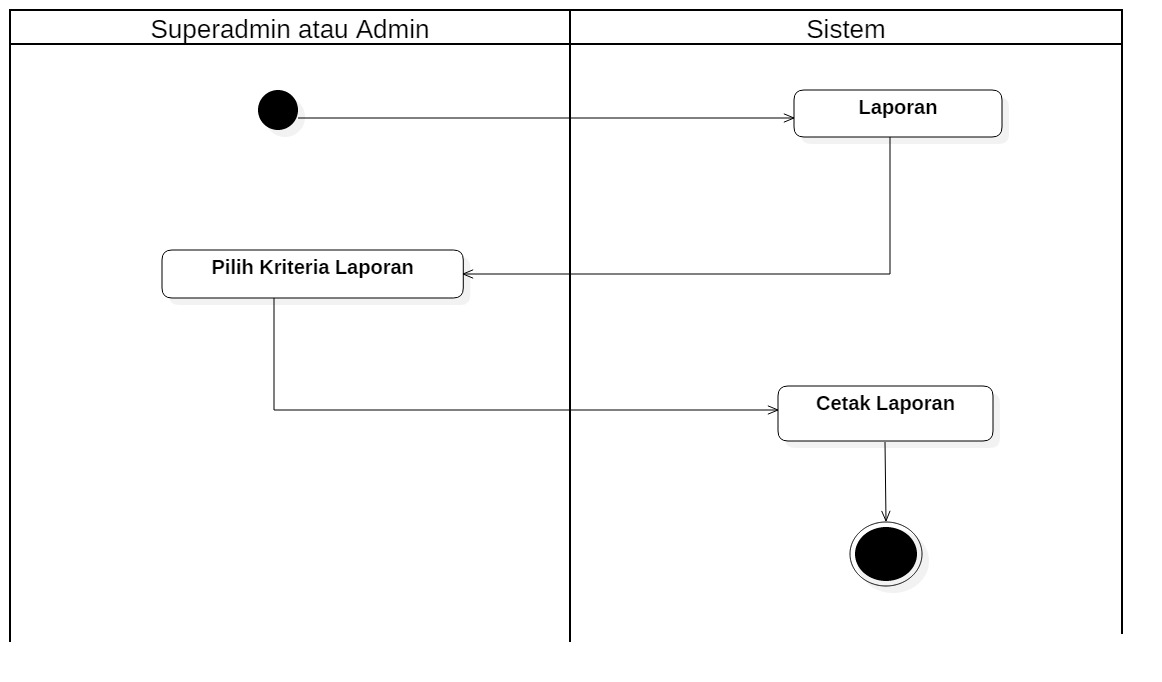 Superadmin atau Admin
Sistem
Laporan
Pilih Kriteria Laporan
Cetak Laporan